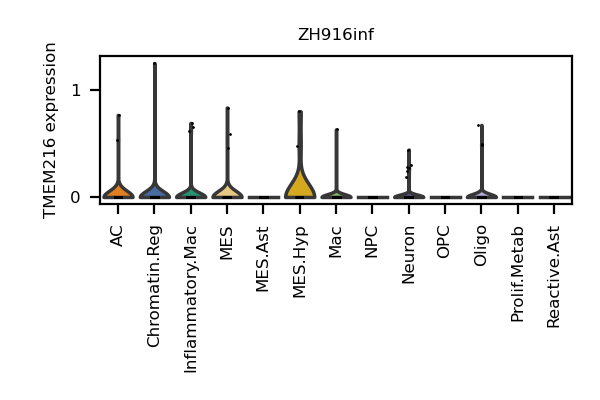 ZH916inf
TMEM216 expression
1
0
AC
Chromatin.Reg
Inflammatory.Mac
MES
MES.Ast
MES.Hyp
Mac
NPC
Neuron
OPC
Oligo
Prolif.Metab
Reactive.Ast